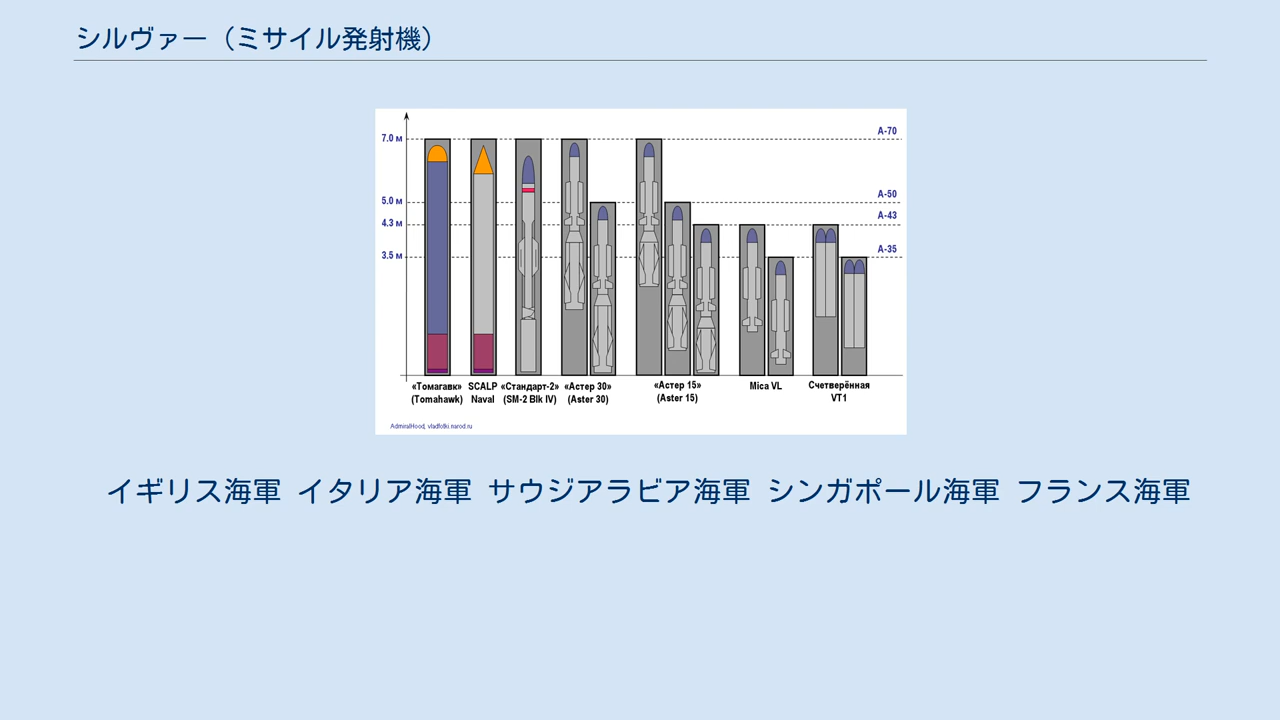 シルヴァー（ミサイル発射機）
7.0 м
А-70
5.0 м
А-50
4.3 м
А-43
3.5 м
А-35
«Томагавк» SCALP «Стандарт-2» «Астер 30» «Астер 15» Mica VL Счетверённая
(Tomahawk) Naval (SM-2 Blk IV) (Aster 30) (Aster 15) VT1
AdmiralHood, vladfotki.narod.ru
イギリス海軍 イタリア海軍 サウジアラビア海軍 シンガポール海軍 フランス海軍